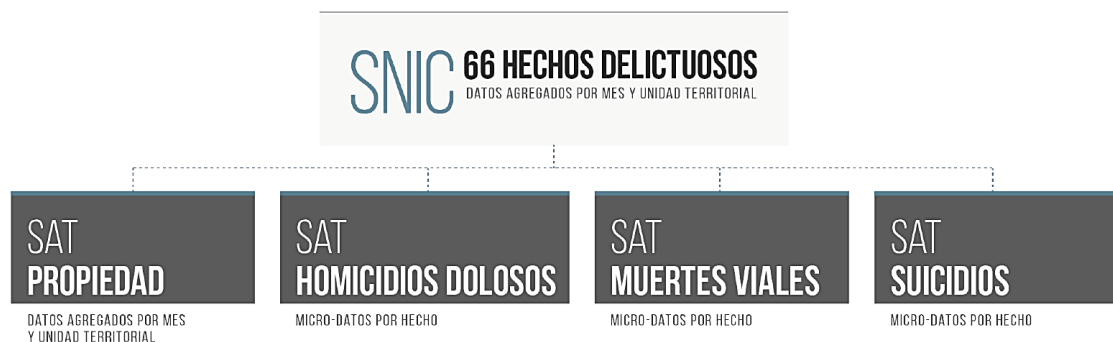 SNIC 66 HECHOS DELICTUOSOS
DATOS AGREGADOS POR MES Y UNIDAD TERRITORIAL
SAT
PROPIEDAD
DATOS AGREGADOS POR MES
Y UNIDAD TERRITORIAL
SAT
HOMICIDIOS DOLOSOS
MICRO-DATOS POR HECHO
SAT
MUERTES VIALES
MICRO-DATOS POR HECHO
SAT
SUICIDIOS
MICRO-DATOS POR HECHO